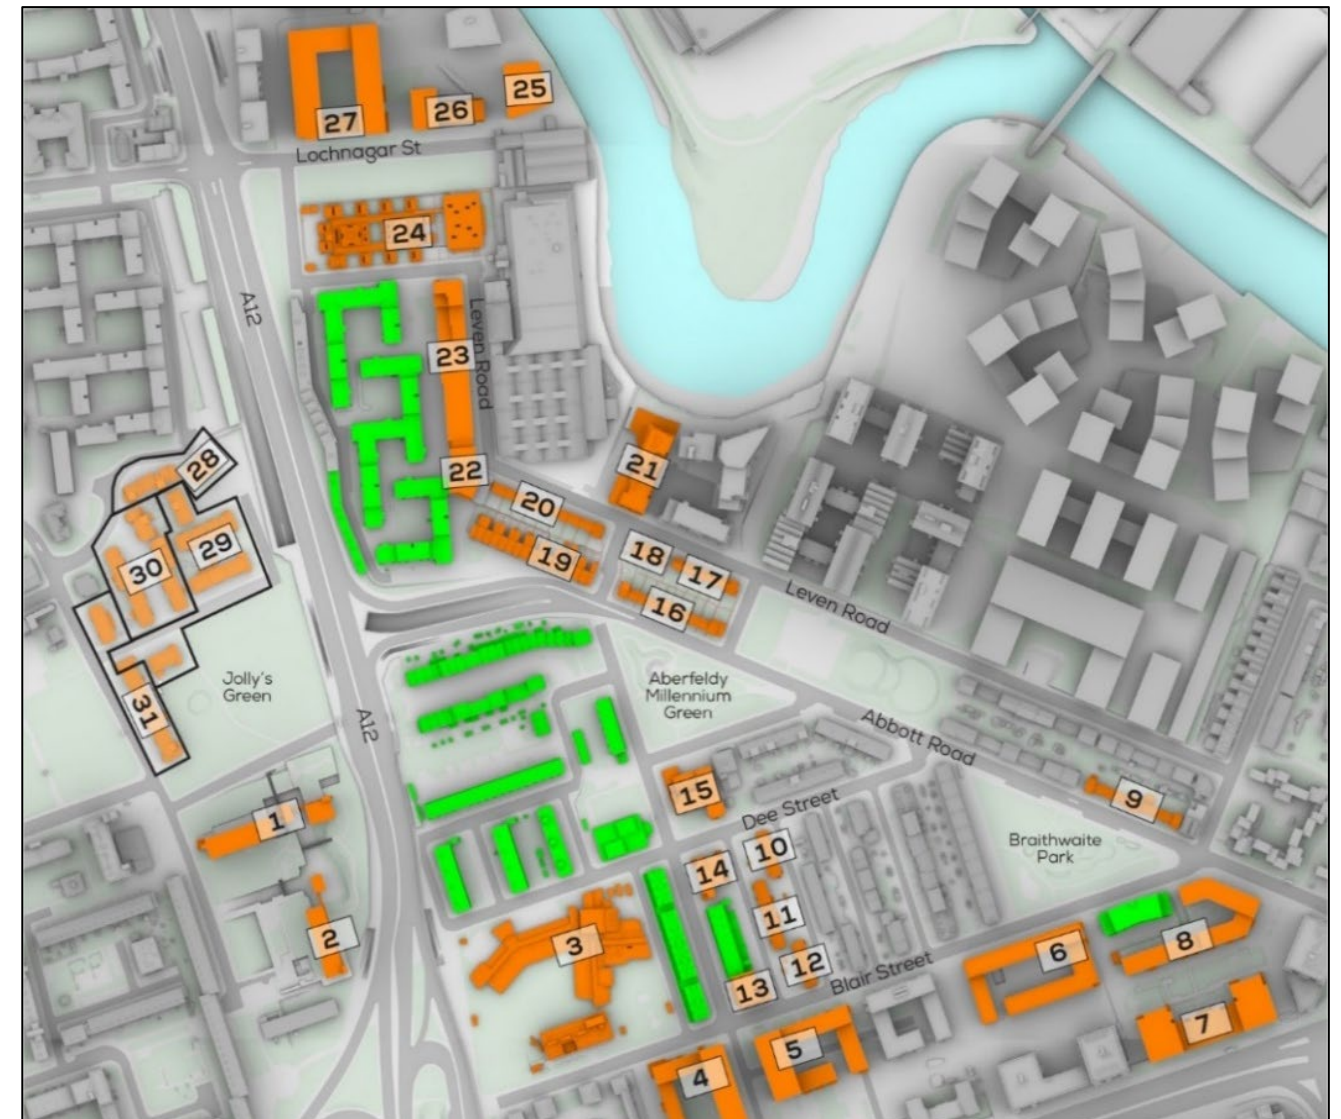 27
26
25
Lochnagar St
24
A12
Leven Road
23
28
22
21
20
29
19
18
17
30
16
Leven Road
Jolly's
Green
Aberfeldy
Millennium
Green
31
A12
Abbott Road
15
Dee Street
9
1
10
Braithwaite
Park
14
11
2
3
12
6
8
Blair Street
13
7
5
4